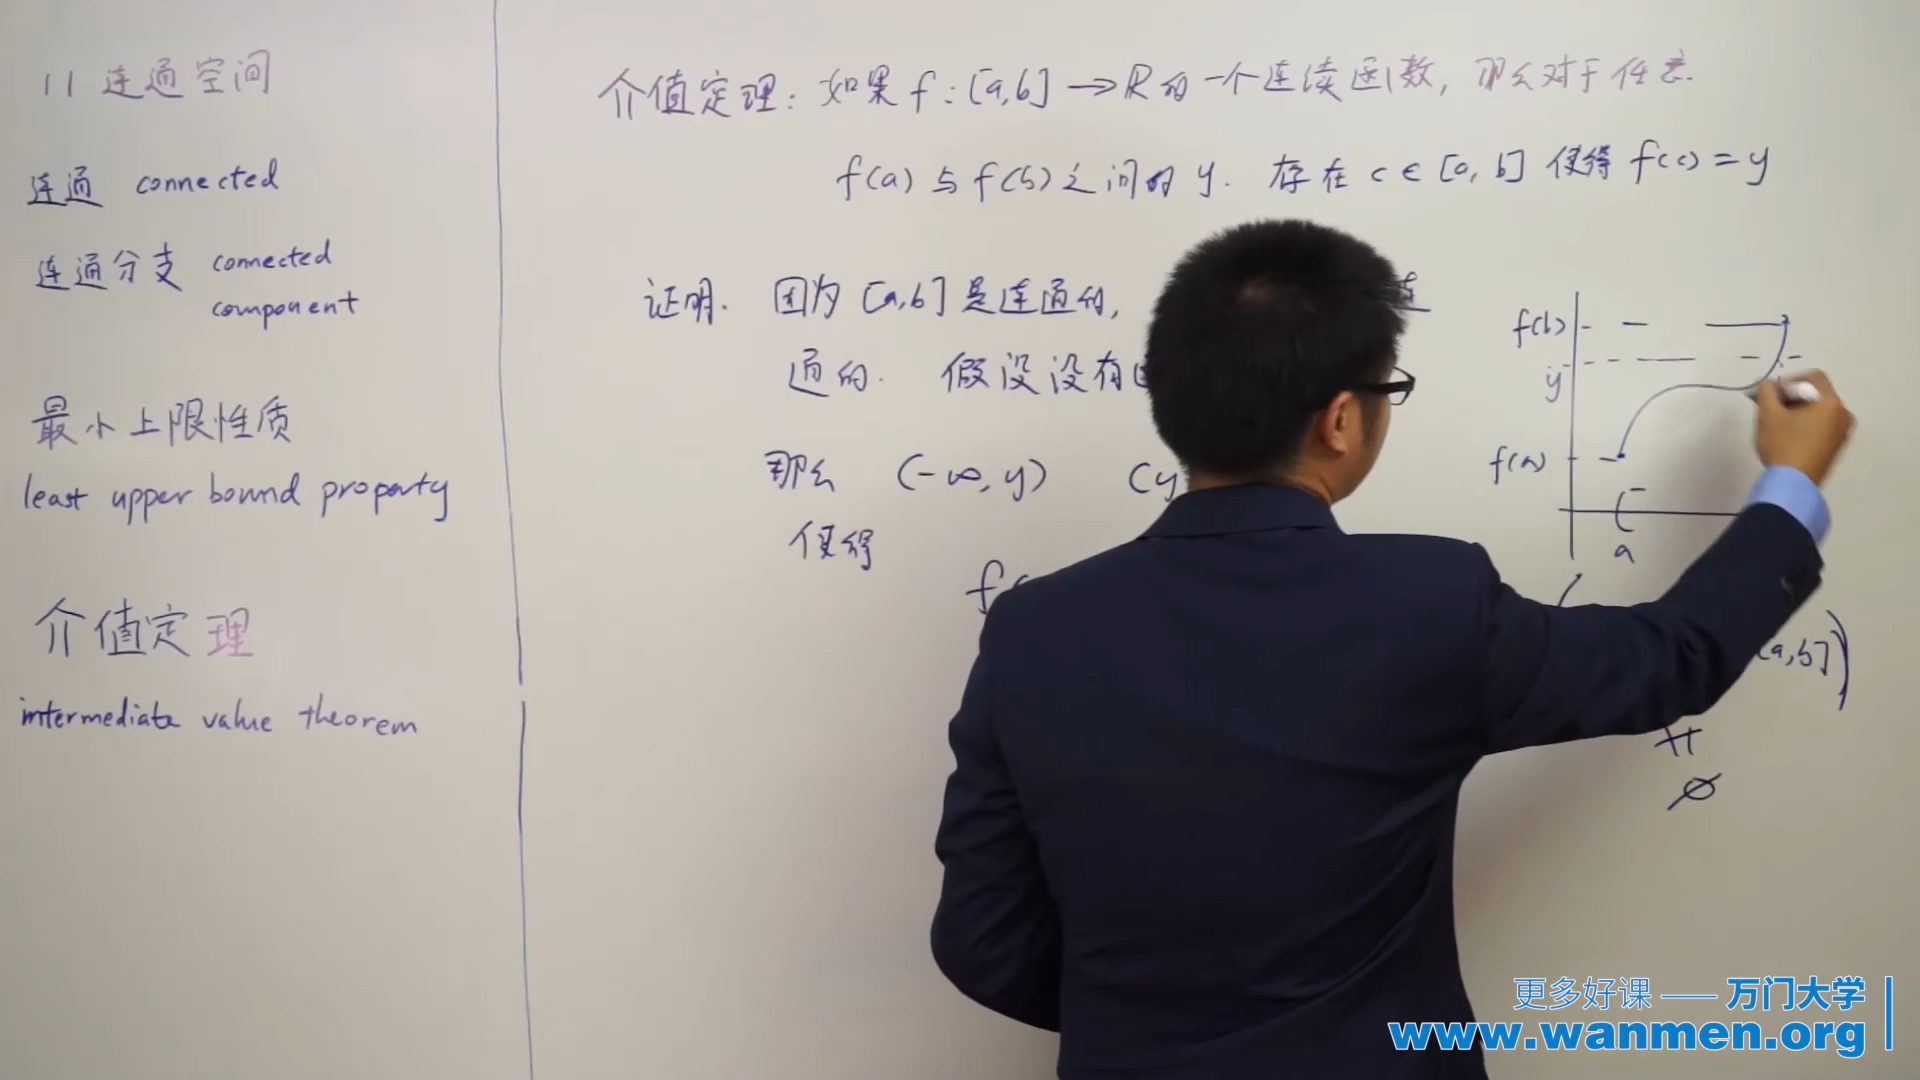 11 连通空间
连通 connected
连通分支 connected
component
最小上限性质
least upper bound property
介值定理
intermediate value theorem
介值定理: 如果 f: [a,b] → R 的一个连续函数, 那么对于任意
f(a) 与 f(b) 之间的 y. 存在 c ∈ [a, b] 使得 f(c) = y
证明. 因为 [a,b] 是连通的,
通的. 假设没有
那么 (-∞, y) (y
使得
f(b)
y
f(a)
a
[a,b])
∅
更多好课 —— 万门大学
www.wanmen.org